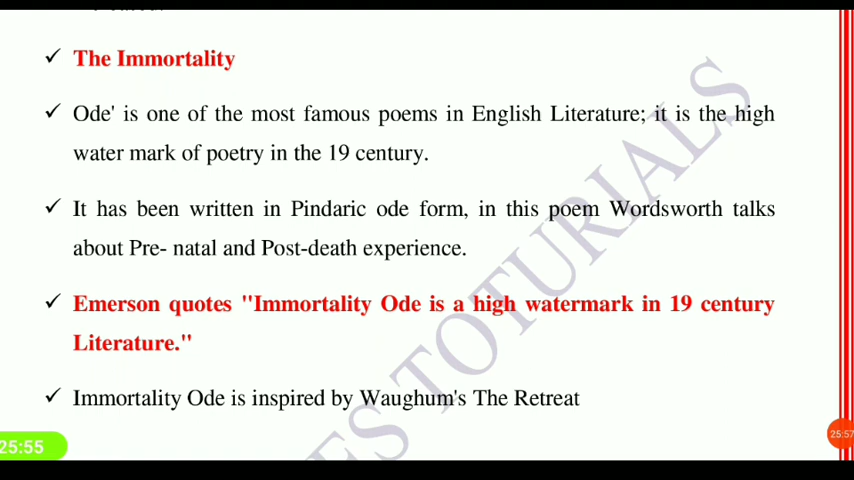 The Immortality
Ode' is one of the most famous poems in English Literature; it is the high
water mark of poetry in the 19 century.
It has been written in Pindaric ode form, in this poem Wordsworth talks
about Pre- natal and Post-death experience.
Emerson quotes "Immortality Ode is a high watermark in 19 century
Literature."
Immortality Ode is inspired by Waughum's The Retreat
TOTURIALS
25:55
25:57